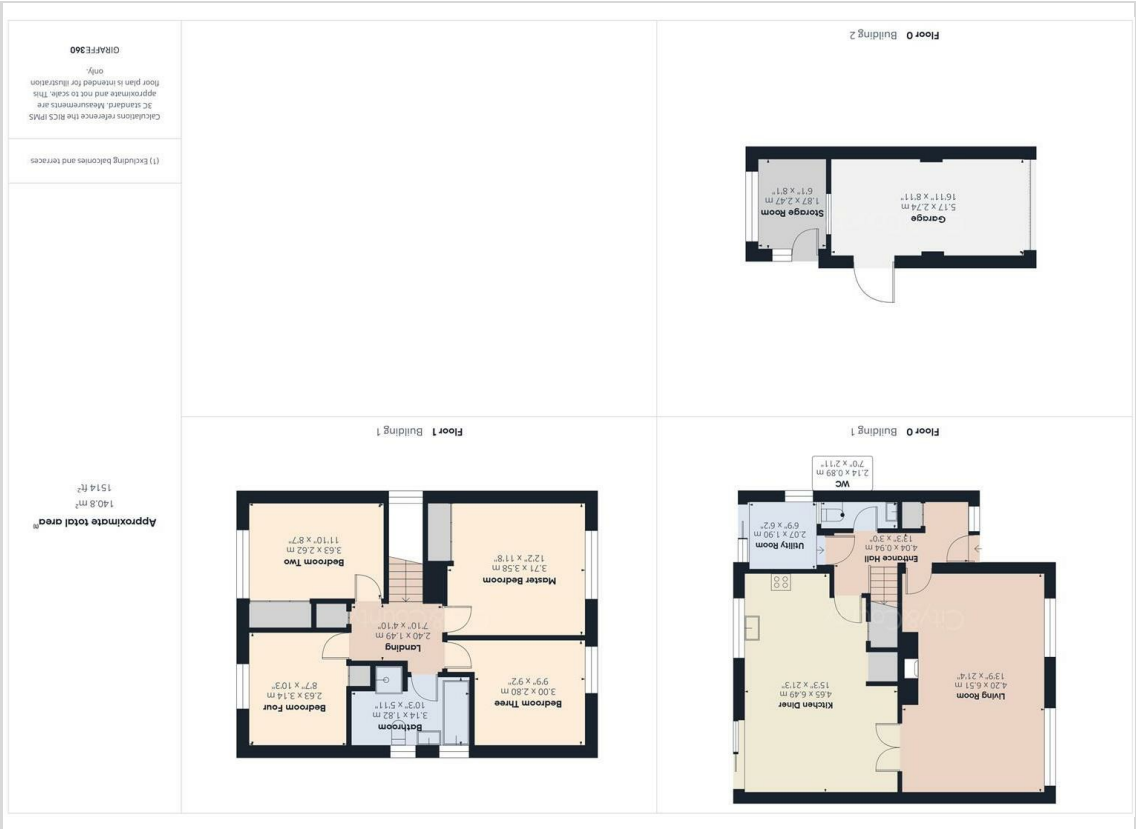 Floor 0 Building 1
Living Room
4.20 x 6.51 m
13'9" x 21'4"
Kitchen Diner
4.65 x 6.49 m
15'3" x 21'3"
Entrance Hall
4.04 x 0.94 m
13'3" x 3'0"
Utility Room
2.07 x 1.90 m
6'9" x 6'2"
WC
2.14 x 0.89 m
7'0" x 2'11"
Floor 1 Building 1
Bedroom Three
3.00 x 2.80 m
9'9" x 9'2"
Bathroom
3.14 x 1.82 m
10'3" x 5'11"
Bedroom Four
2.63 x 3.14 m
8'7" x 10'3"
Landing
2.40 x 1.49 m
7'10" x 4'10"
Master Bedroom
3.71 x 3.58 m
12'2" x 11'8"
Bedroom Two
3.63 x 2.62 m
11'10" x 8'7"
Floor 0 Building 2
Garage
5.17 x 2.74 m
16'11" x 8'11"
Storage Room
1.87 x 2.47 m
6'1" x 8'1"
Approximate total area(1)
140.8 m²
1514 ft²
(1) Excluding balconies and terraces
Calculations reference the RICS IPMS
3C standard. Measurements are
approximate and not to scale. This
floor plan is intended for illustration
only.
GIRAFFE360